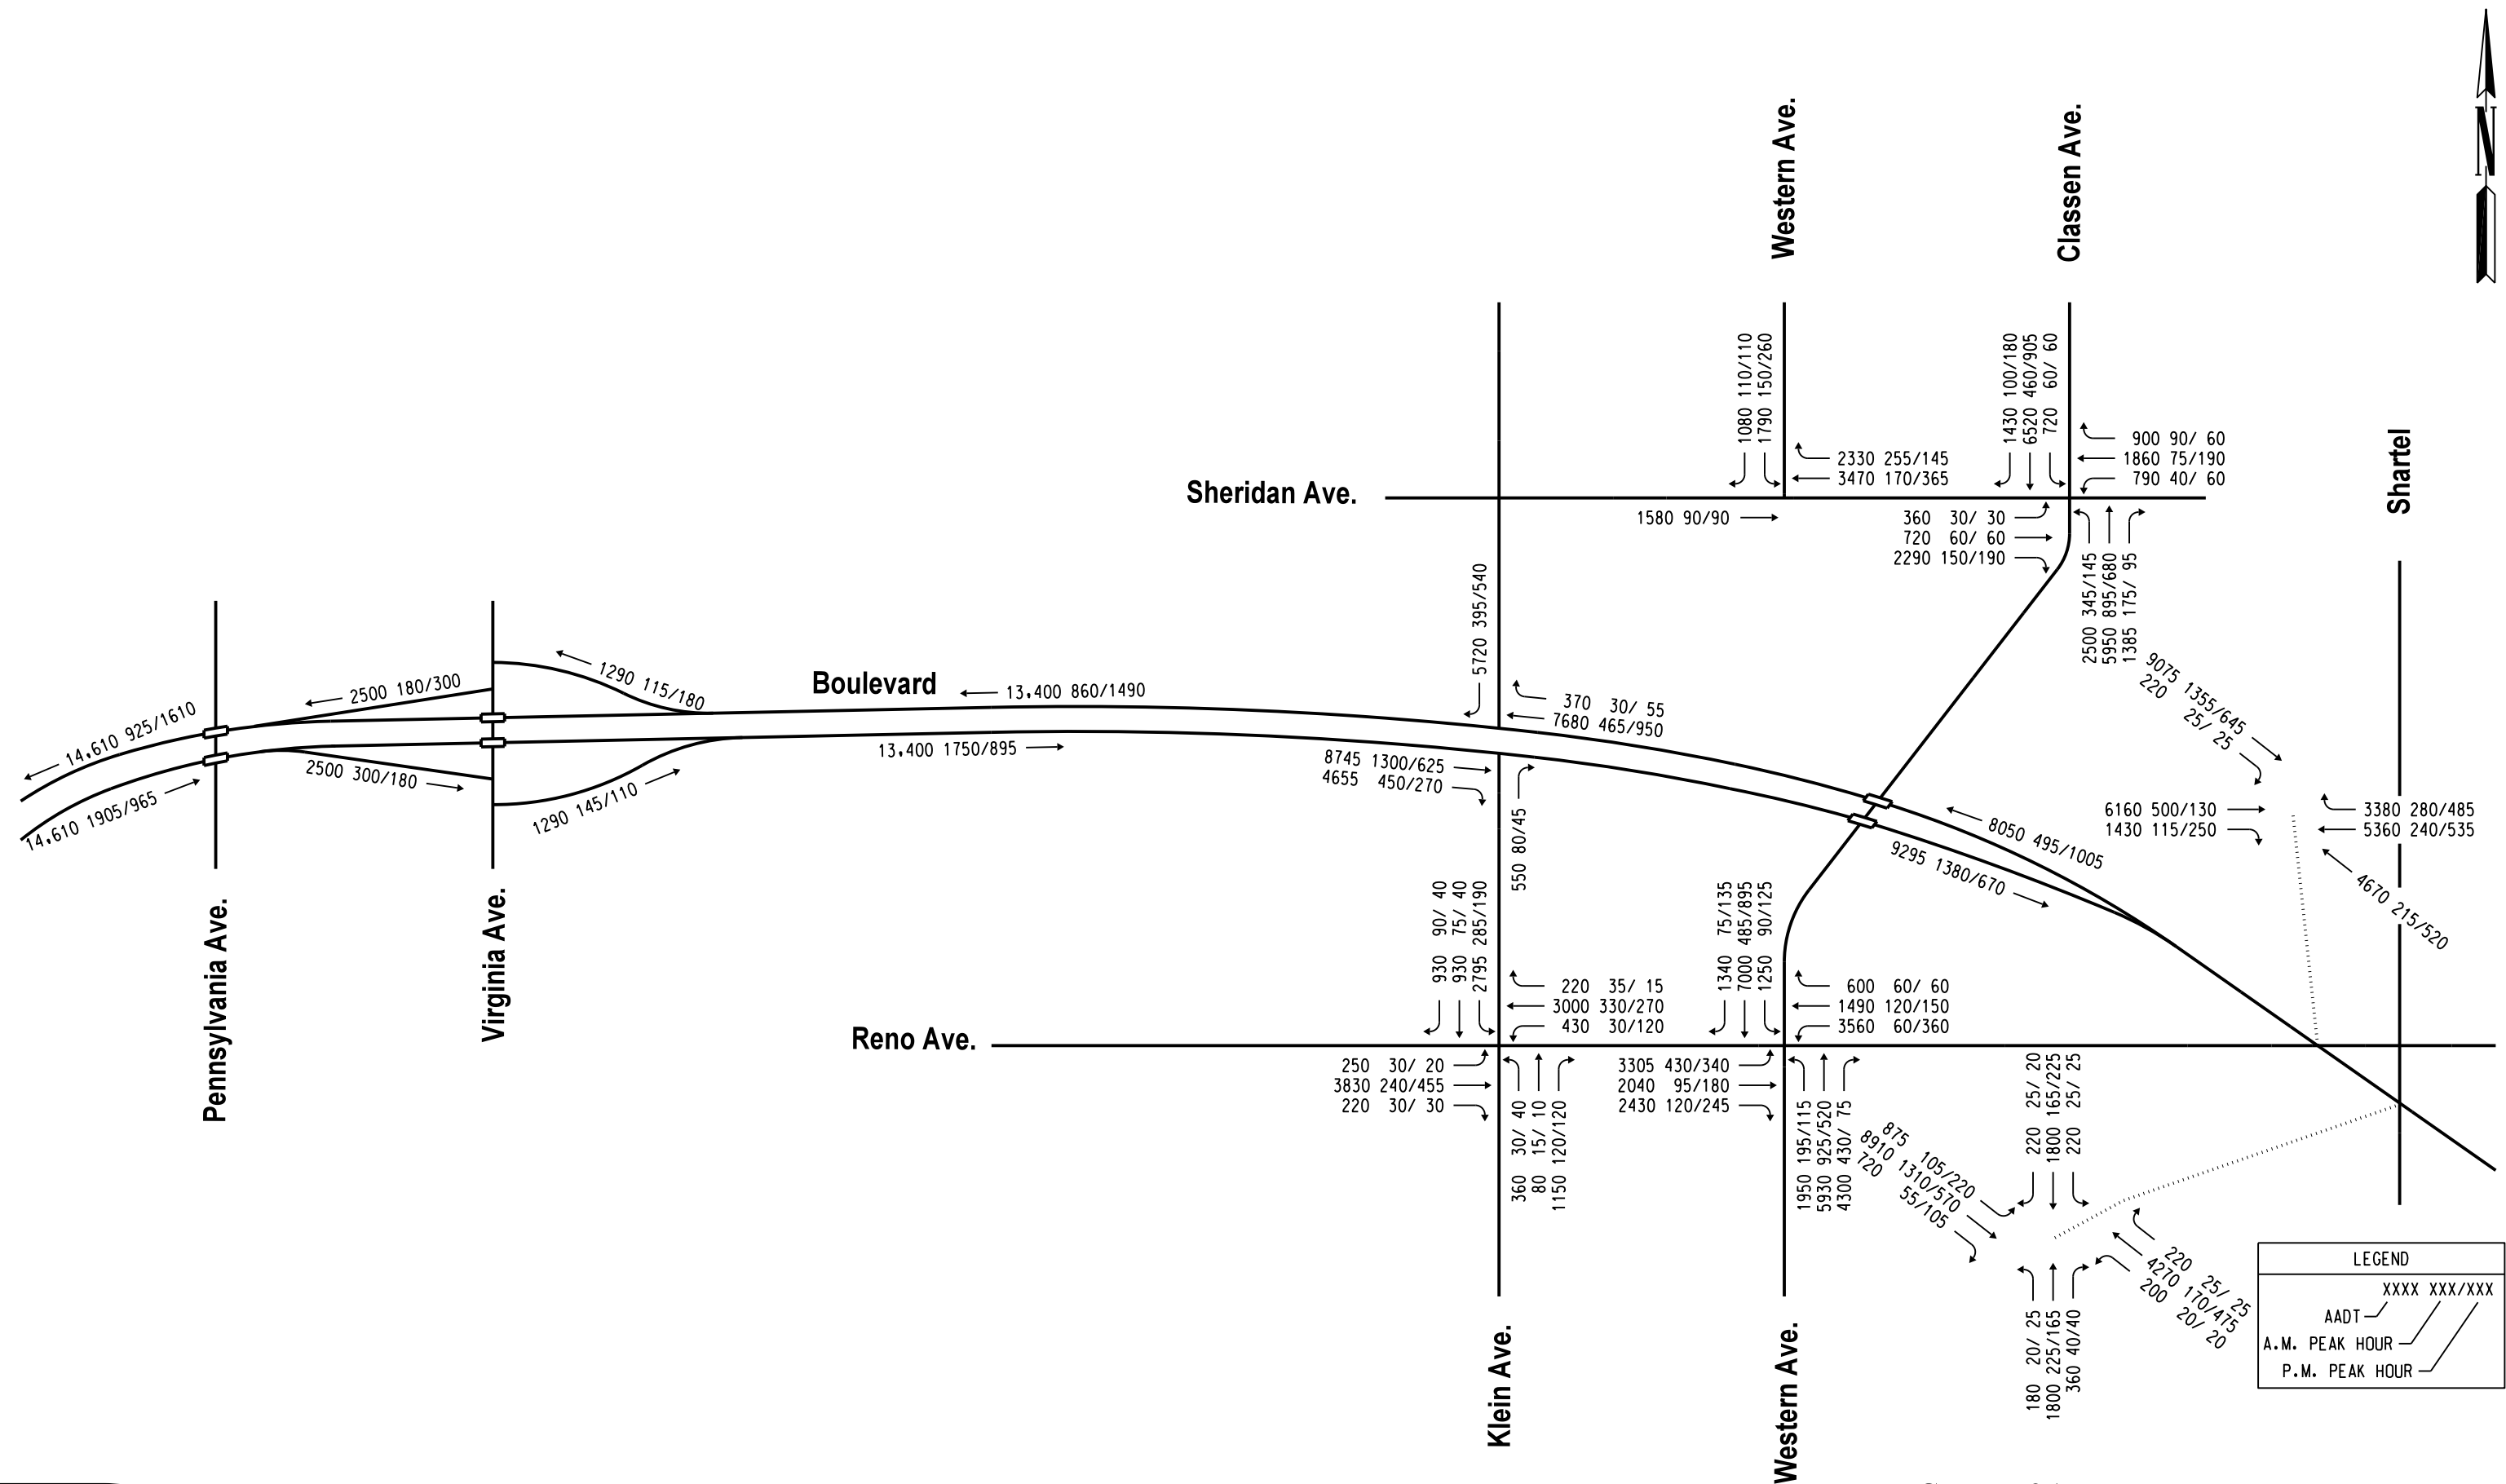 N
Western Ave.
Classen Ave.
Shartel
1080 110/110
1790 150/260
1430 100/180
6520 460/905
720 60/ 60
2330 255/145
3470 170/365
900 90/ 60
1860 75/190
790 40/ 60
Sheridan Ave.
1580 90/90
360 30/ 30
720 60/ 60
2290 150/190
2500 345/145
5950 895/680
1385 175/ 95
5720 395/540
9075 1355/645
220 25/ 25
14,610 925/1610
2500 180/300
1290 115/180
Boulevard
13,400 860/1490
370 30/ 55
7680 465/950
14,610 1905/965
2500 300/180
1290 145/110
13,400 1750/895
8745 1300/625
4655 450/270
550 80/45
8050 495/1005
9295 1380/670
6160 500/130
1430 115/250
3380 280/485
5360 240/535
4670 215/520
Pennsylvania Ave.
Virginia Ave.
930 90/ 40
930 75/ 40
2795 285/190
1340 75/135
7000 485/895
1250 90/125
220 35/ 15
3000 330/270
430 30/120
600 60/ 60
1490 120/150
3560 60/360
Reno Ave.
250 30/ 20
3830 240/455
220 30/ 30
3305 430/340
2040 95/180
2430 120/245
360 30/ 40
80 15/ 10
1150 120/120
1950 195/115
5930 925/520
4300 430/ 75
875 105/220
8910 1310/570
720 55/105
220 25/ 20
1800 165/225
220 25/ 25
220 25/ 25
4270 170/475
200 20/ 20
180 20/ 25
1800 225/165
360 40/40
Klein Ave.
Western Ave.
LEGEND
XXXX XXX/XXX
AADT
A.M. PEAK HOUR
P.M. PEAK HOUR